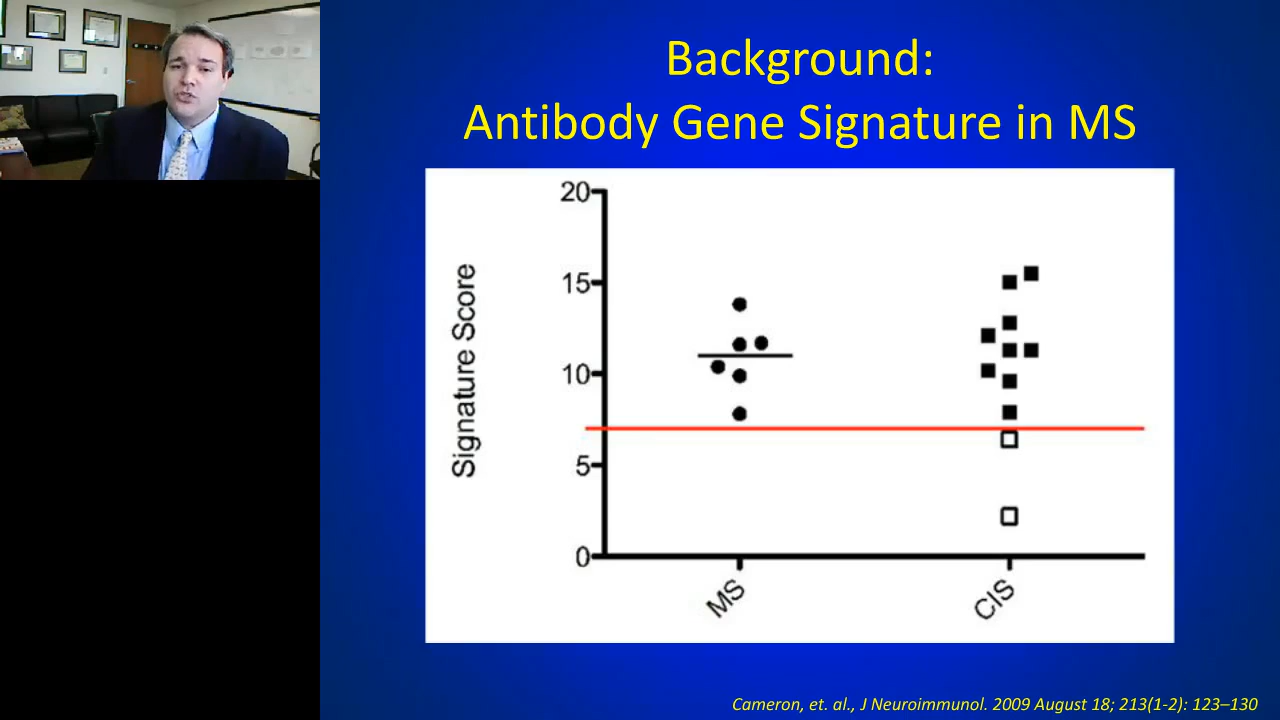 Background:
Antibody Gene Signature in MS
Signature Score
20
15
10
5
0
MS
CIS
Cameron, et. al., J Neuroimmunol. 2009 August 18; 213(1-2): 123–130